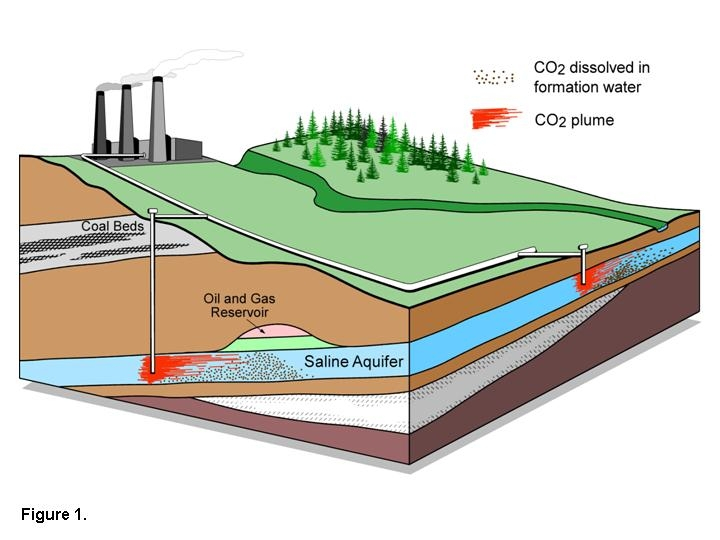 CO2 dissolved in
formation water
CO2 plume
Coal Beds
Oil and Gas
Reservoir
Saline Aquifer
Figure 1.